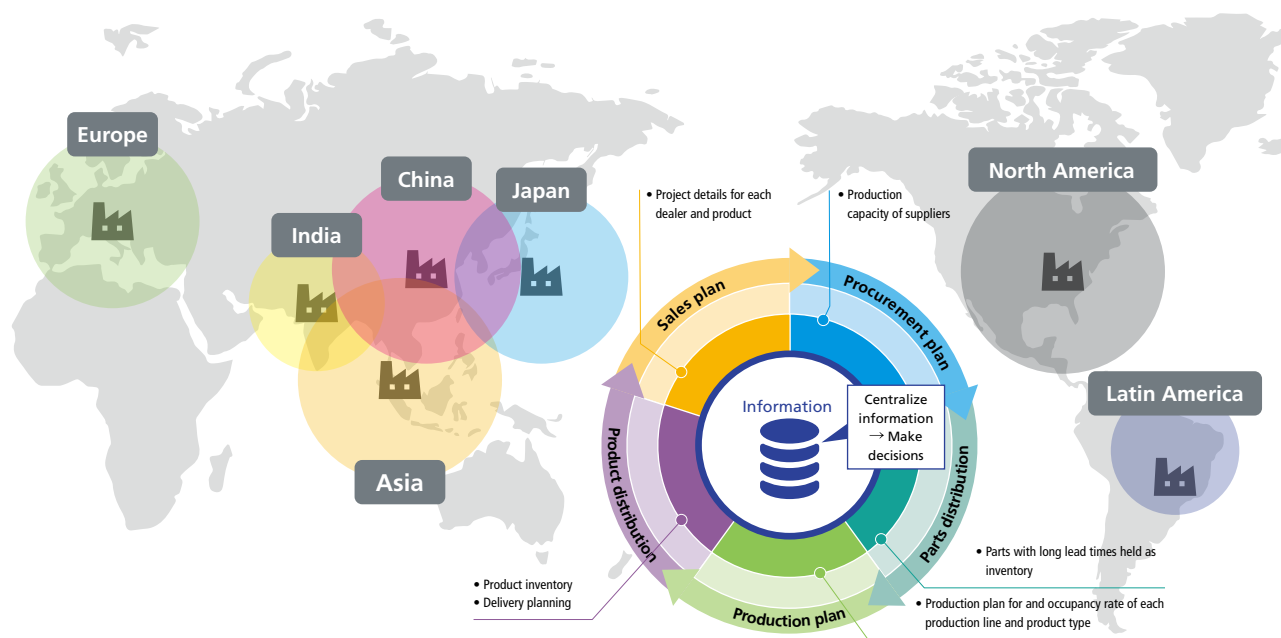 Europe
China
Japan
India
Asia
North America
Latin America
• Project details for each
dealer and product
• Production
capacity of suppliers
Sales plan
Procurement plan
Parts distribution
Production plan
Product distribution
Information
Centralize
information
→ Make
decisions
• Parts with long lead times held as
inventory
• Production plan for and occupancy rate of each
production line and product type
• Product inventory
• Delivery planning